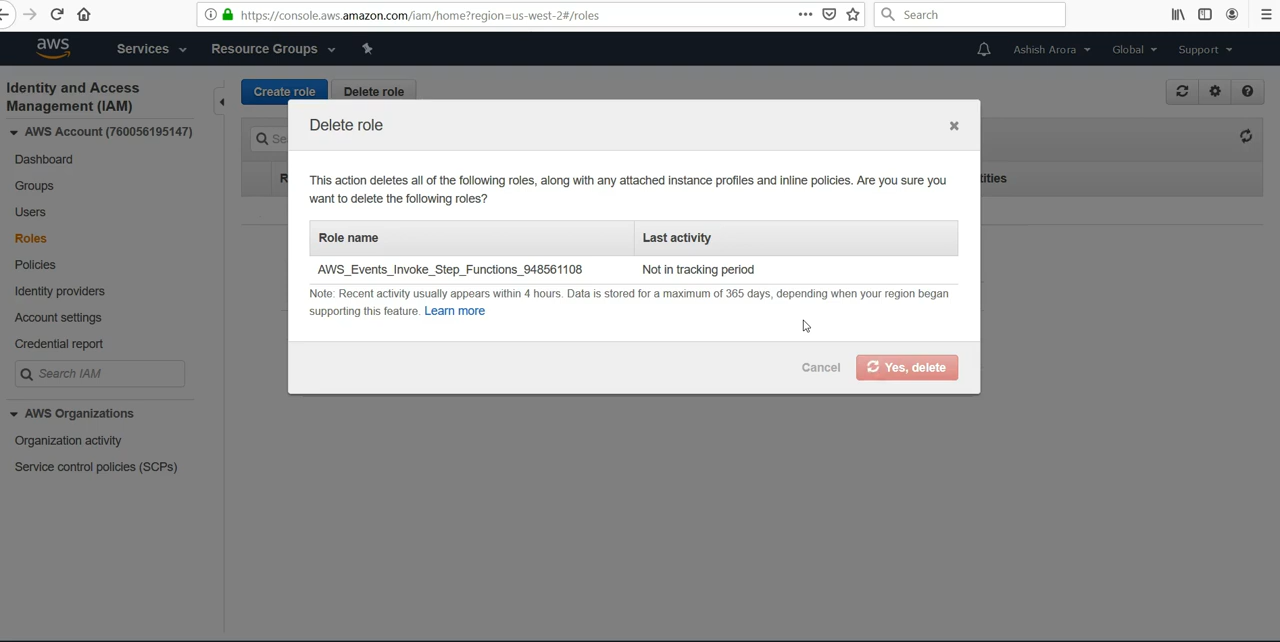 https://console.aws.amazon.com/iam/home?region=us-west-2#/roles
Search
aws
Services
Resource Groups
Ashish Arora
Global
Support
Identity and Access
Management (IAM)
AWS Account (760056195147)
Dashboard
Groups
Users
Roles
Policies
Identity providers
Account settings
Credential report
Search IAM
AWS Organizations
Organization activity
Service control policies (SCPs)
Create role
Delete role
Delete role
This action deletes all of the following roles, along with any attached instance profiles and inline policies. Are you sure you
want to delete the following roles?
Role name
Last activity
AWS_Events_Invoke_Step_Functions_948561108
Not in tracking period
Note: Recent activity usually appears within 4 hours. Data is stored for a maximum of 365 days, depending when your region began
supporting this feature. Learn more
Cancel
Yes, delete